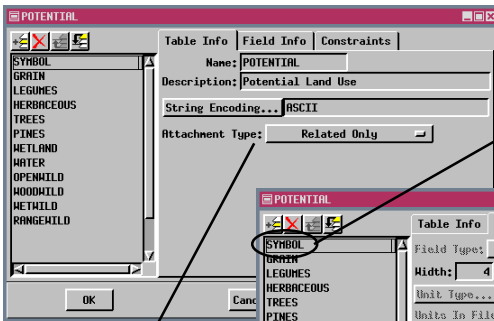 POTENTIAL
Table Info Field Info Constraints
SYMBOL
GRAIN
LEGUMES
HERBACEOUS
TREES
PINES
WETLAND
WATER
OPENWILD
WOODWILD
WETWILD
RANGEWILD
Name: POTENTIAL
Description: Potential Land Use
String Encoding... ASCII
Attachment Type: Related Only
OK
POTENTIAL
Table Info
SYMBOL
GRAIN
LEGUMES
HERBACEOUS
TREES
PINES
Field Type:
Width: 4
Unit Type...